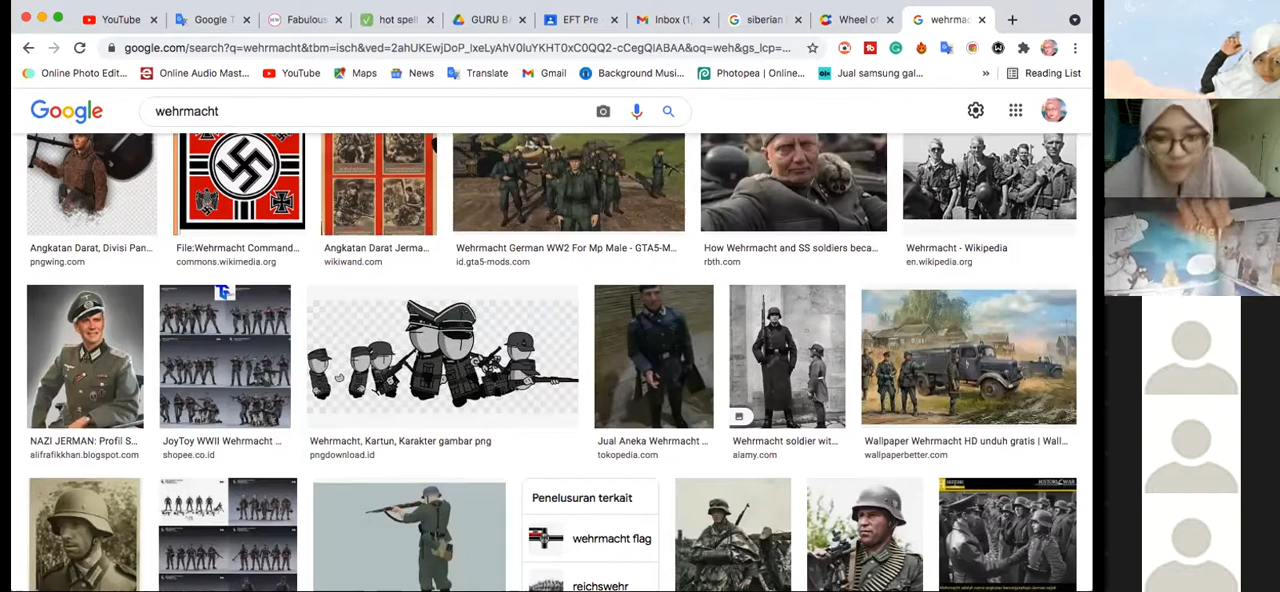 YouTube
Google T
Fabulous
hot spell
GURU B
EFT Pre
Inbox (1,
siberian
Wheel of
wehrmac
google.com/search?q=wehrmacht&tbm=isch&ved=2ahUKEwjDoP_IxeLyAhV0IuYKHT0xC0QQ2-cCegQIABAA&oq=weh&gs_lcp=...
Online Photo Edit...
Online Audio Mast...
YouTube
Maps
News
Translate
Gmail
Background Musi...
Photopea | Online...
Jual samsung gal...
»
Reading List
Google
wehrmacht
Angkatan Darat, Divisi Pan...
pngwing.com
File:Wehrmacht Command...
commons.wikimedia.org
Angkatan Darat Jerma...
wikiwand.com
Wehrmacht German WW2 For Mp Male - GTA5-M...
id.gta5-mods.com
How Wehrmacht and SS soldiers beca...
rbth.com
Wehrmacht - Wikipedia
en.wikipedia.org
NAZI JERMAN: Profil S...
alifrafikkhan.blogspot.com
JoyToy WWII Wehrmacht ...
shopee.co.id
Wehrmacht, Kartun, Karakter gambar png
pngdownload.id
Jual Aneka Wehrmacht ...
tokopedia.com
Wehrmacht soldier wit...
alamy.com
Wallpaper Wehrmacht HD unduh gratis | Wall...
wallpaperbetter.com
Penelusuran terkait
wehrmacht flag
reichswehr